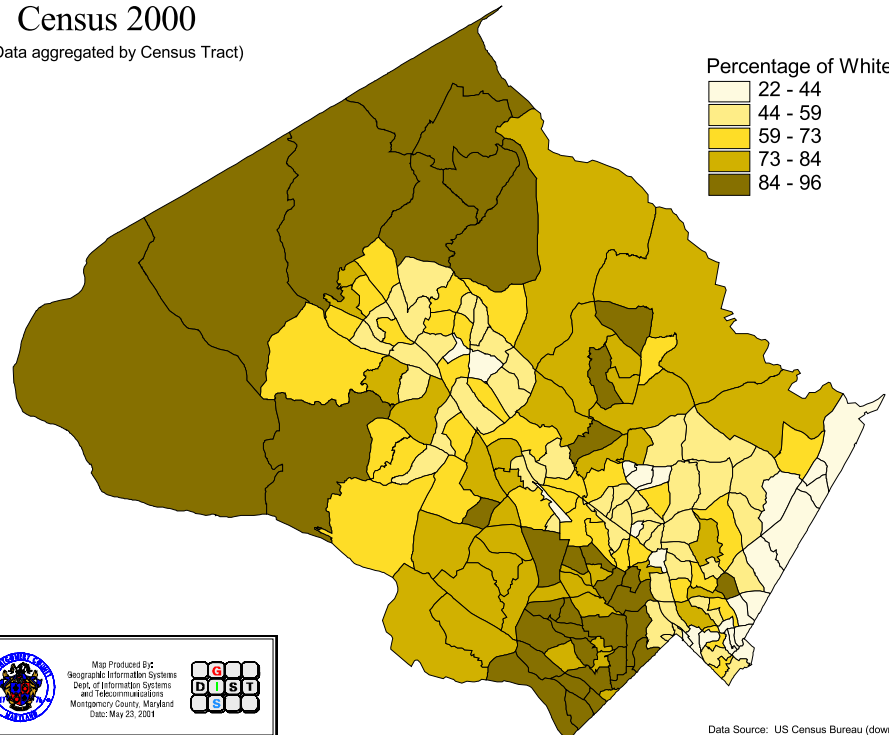 Census 2000
Data aggregated by Census Tract)
Percentage of White
22 - 44
44 - 59
59 - 73
73 - 84
84 - 96
Map Produced By:
Geographic Information Systems
Dept. of Information Systems
and Telecommunications
Montgomery County, Maryland
Date: May 23, 2001
G
D I S T
S
MARYLAND
Data Source: US Census Bureau (dow